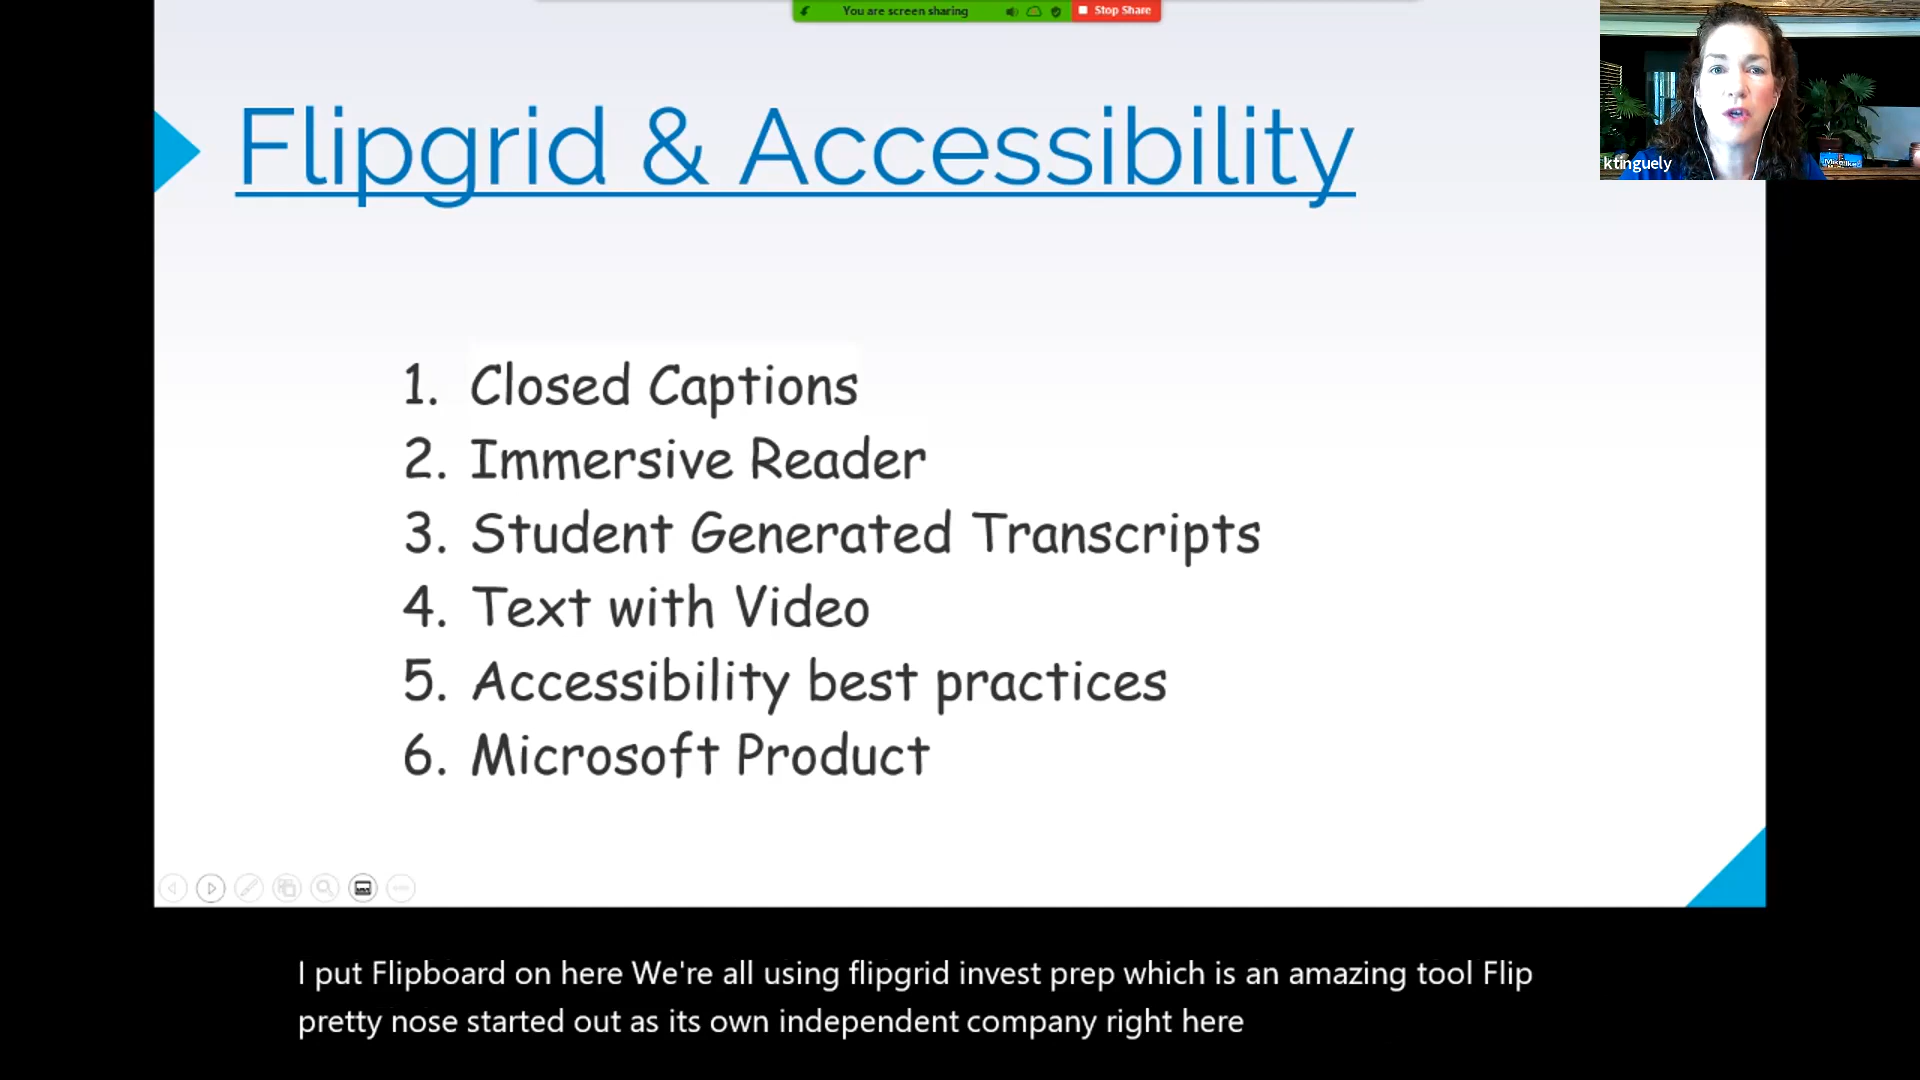 You are screen sharing
Stop Share
Flipgrid & Accessibility
ktinguely
1. Closed Captions
2. Immersive Reader
3. Student Generated Transcripts
4. Text with Video
5. Accessibility best practices
6. Microsoft Product
I put Flipboard on here We're all using flipgrid invest prep which is an amazing tool Flip
pretty nose started out as its own independent company right here